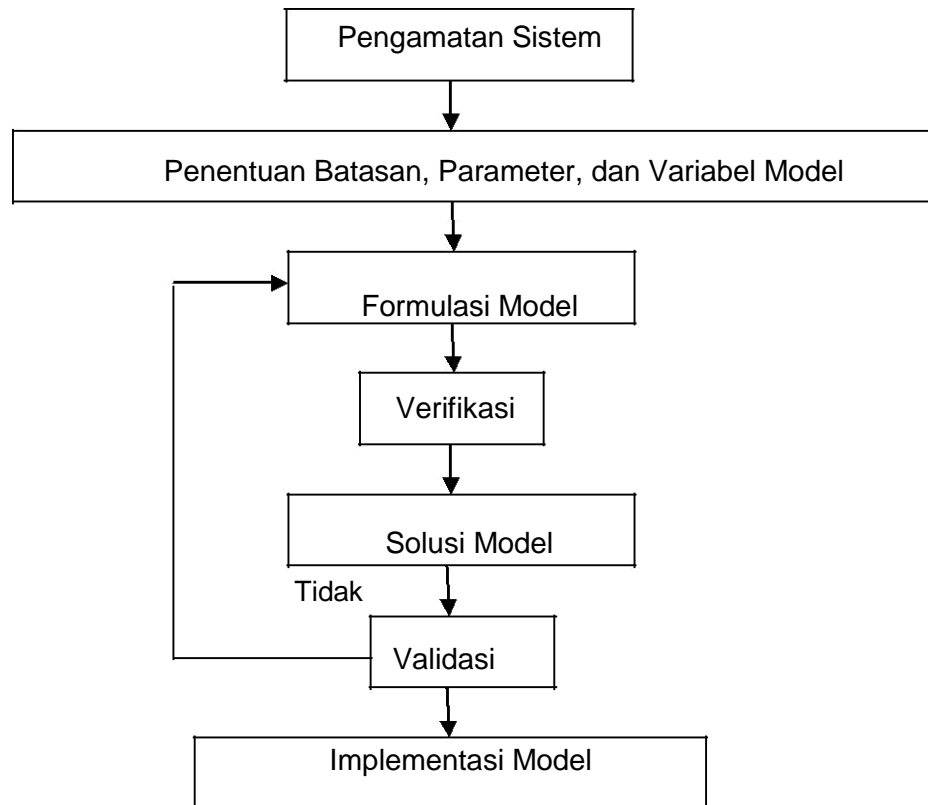 Pengamatan Sistem
Penentuan Batasan, Parameter, dan Variabel Model
Formulasi Model
Verifikasi
Solusi Model
Tidak
Validasi
Implementasi Model